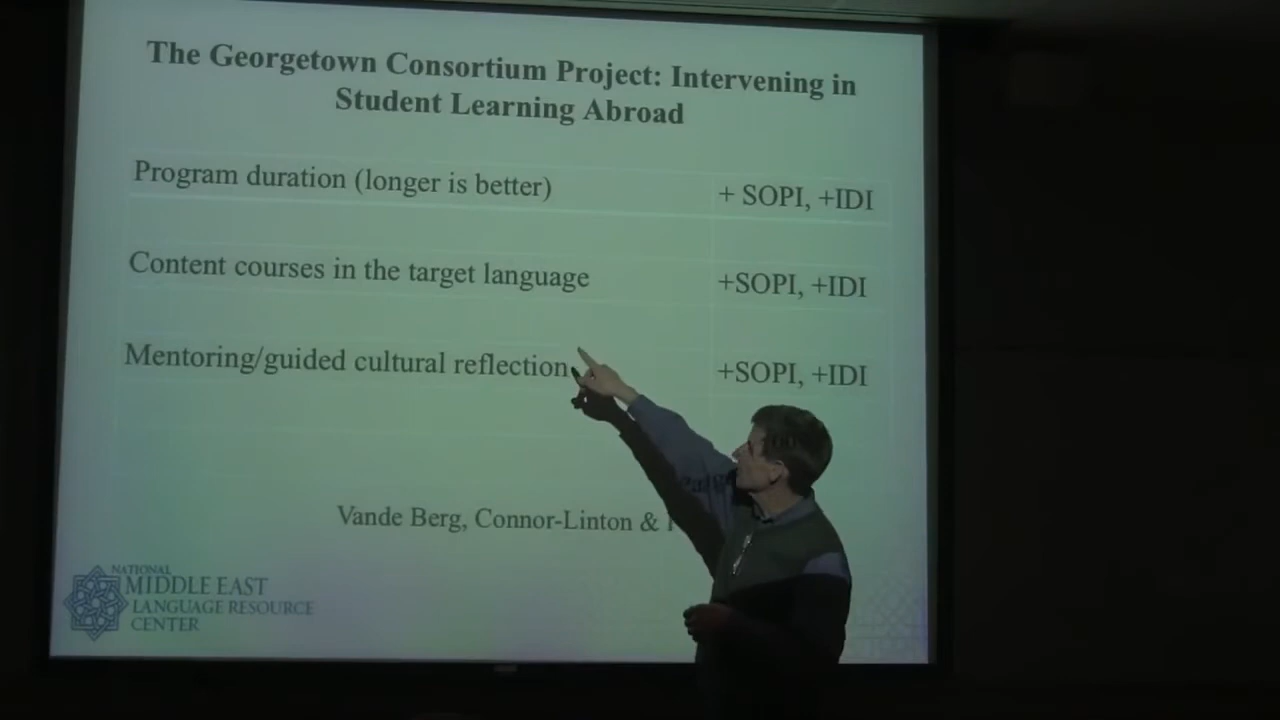 The Georgetown Consortium Project: Intervening in
Student Learning Abroad
Program duration (longer is better) + SOPI, +IDI
Content courses in the target language +SOPI, +IDI
Mentoring/guided cultural reflection +SOPI, +IDI
Vande Berg, Connor-Linton &
NATIONAL
MIDDLE EAST
LANGUAGE RESOURCE
CENTER